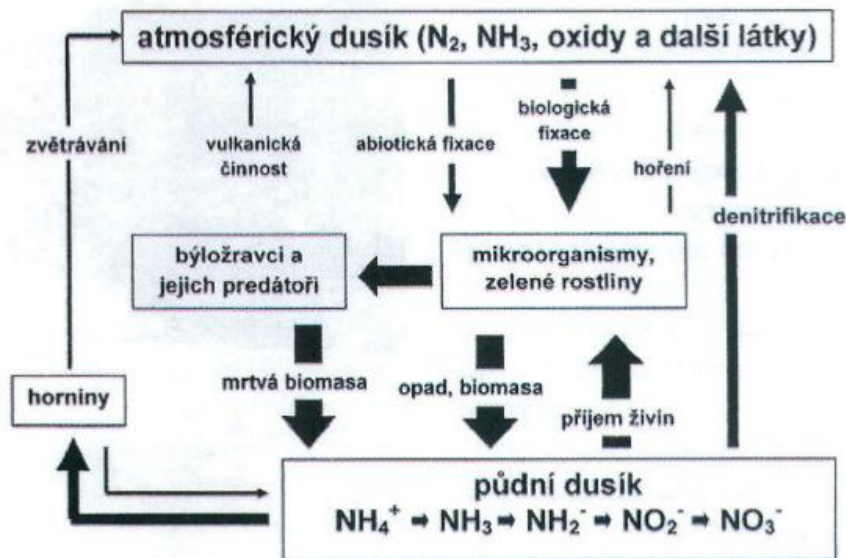 atmosférický dusík (N₂, NH₃, oxidy a další látky)
zvětrávání
vulkanická
činnost
abiotická fixace
biologická
fixace
hoření
denitrifikace
býložravci a
jejich predátoři
mikroorganismy,
zelené rostliny
mrtvá biomasa
opad, biomasa
příjem živin
horniny
půdní dusík
NH₄⁺ ➡ NH₃ ➡ NH₂⁻ ➡ NO₂⁻ ➡ NO₃⁻